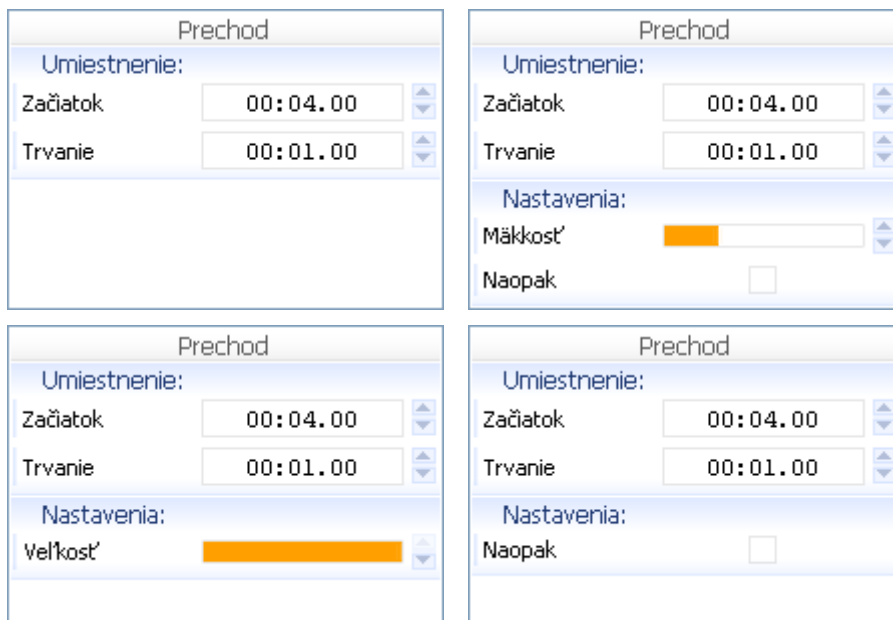 Prechod
Umiestnenie:
Začiatok 00:04.00
Trvanie 00:01.00
Prechod
Umiestnenie:
Začiatok 00:04.00
Trvanie 00:01.00
Nastavenia:
Mäkkosť
Naopak
Prechod
Umiestnenie:
Začiatok 00:04.00
Trvanie 00:01.00
Nastavenia:
Veľkosť
Prechod
Umiestnenie:
Začiatok 00:04.00
Trvanie 00:01.00
Nastavenia:
Naopak